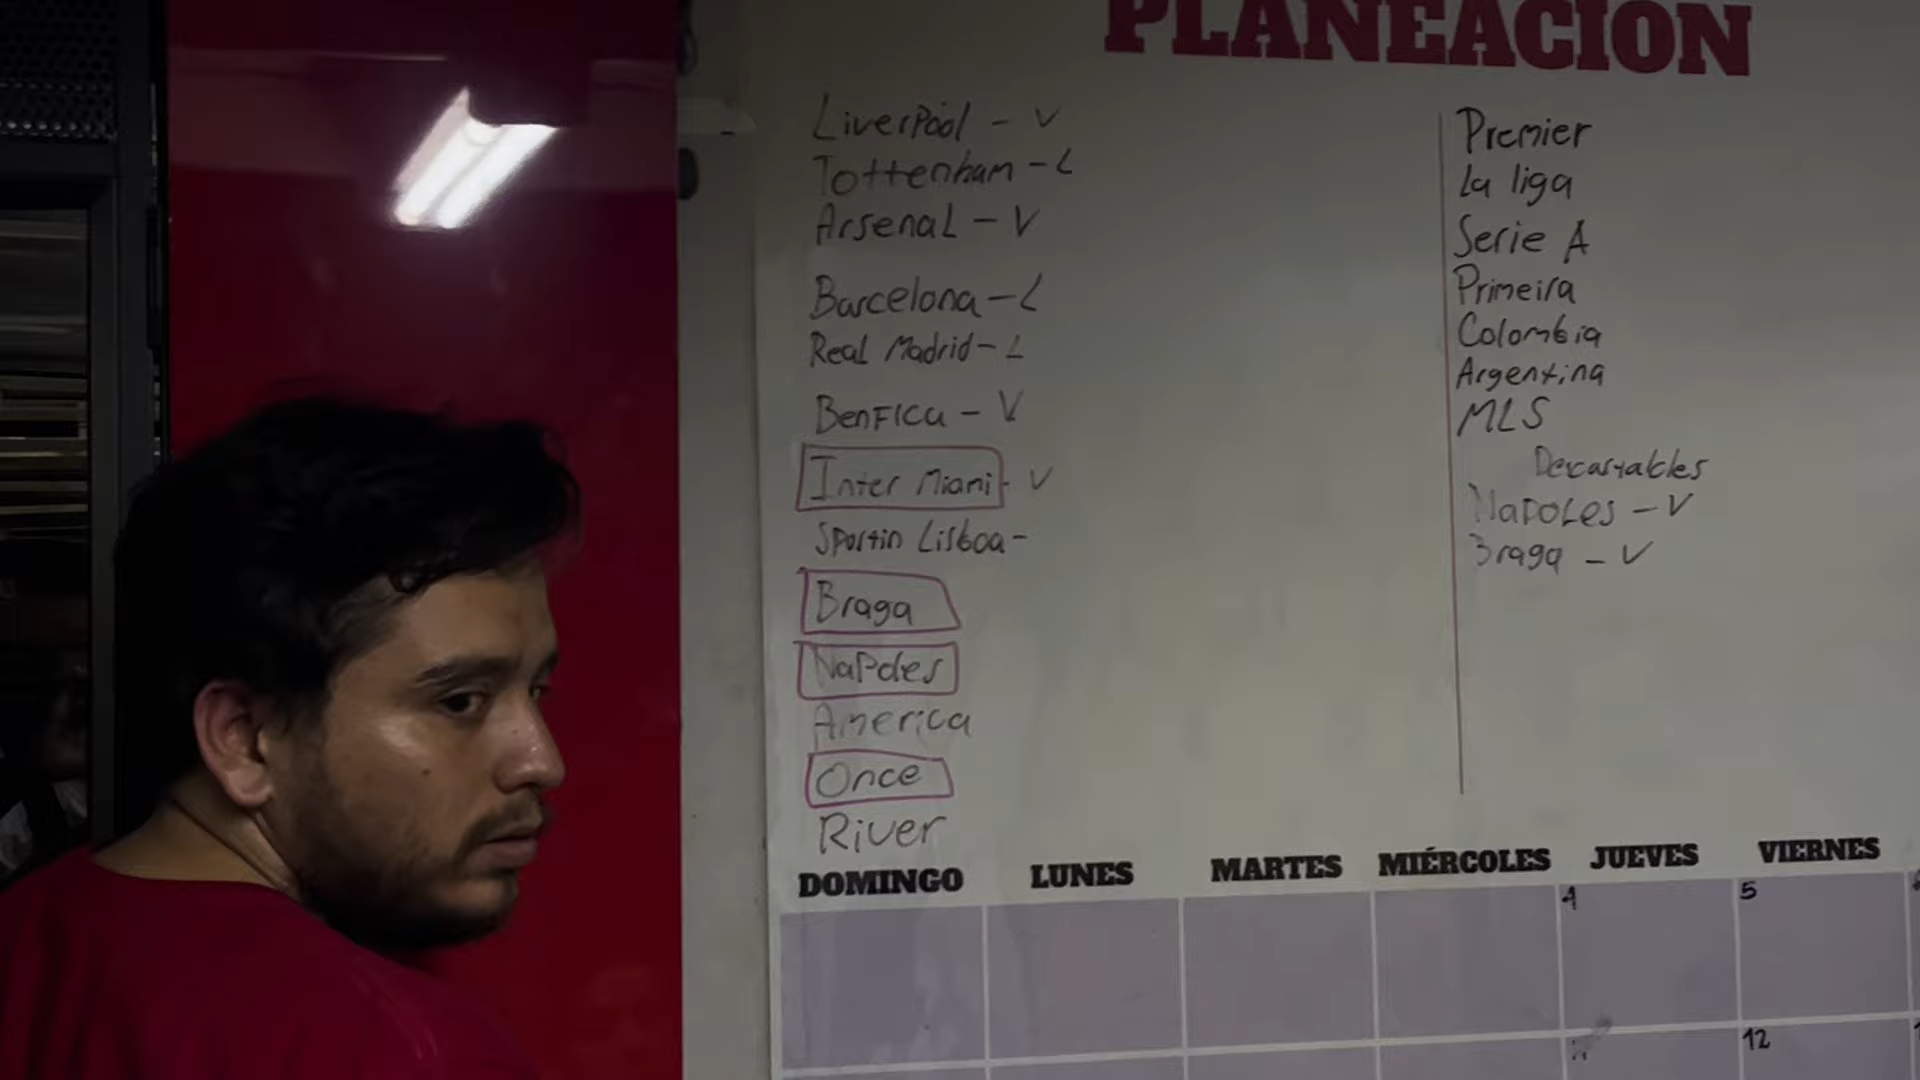 PLANEACIÓN
LiverPool - V
Tottenham - L
Arsenal - V
Barcelona - L
Real Madrid - L
BenFICa - V
Inter Miami - V
Sportin Lisboa -
Braga
NaPoles
America
Once
River
Premier
La liga
Serie A
Primeira
Colombia
Argentina
MLS
Napoles - V
Braga - V
DOMINGO LUNES MARTES MIÉRCOLES JUEVES VIERNES
4 5
12